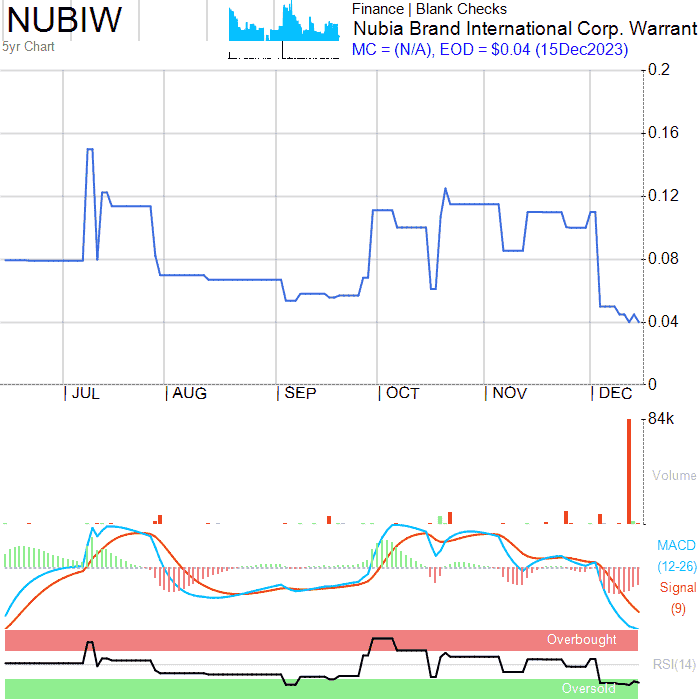 NUBIW
5yr Chart
Finance | Blank Checks
Nubia Brand International Corp. Warrant
MC = (N/A), EOD = $0.04 (15Dec2023)
0.2
0.16
0.12
0.08
0.04
0
JUL AUG SEP OCT NOV DEC
84k
Volume
MACD
(12-26)
Signal
(9)
Overbought
RSI(14)
Oversold